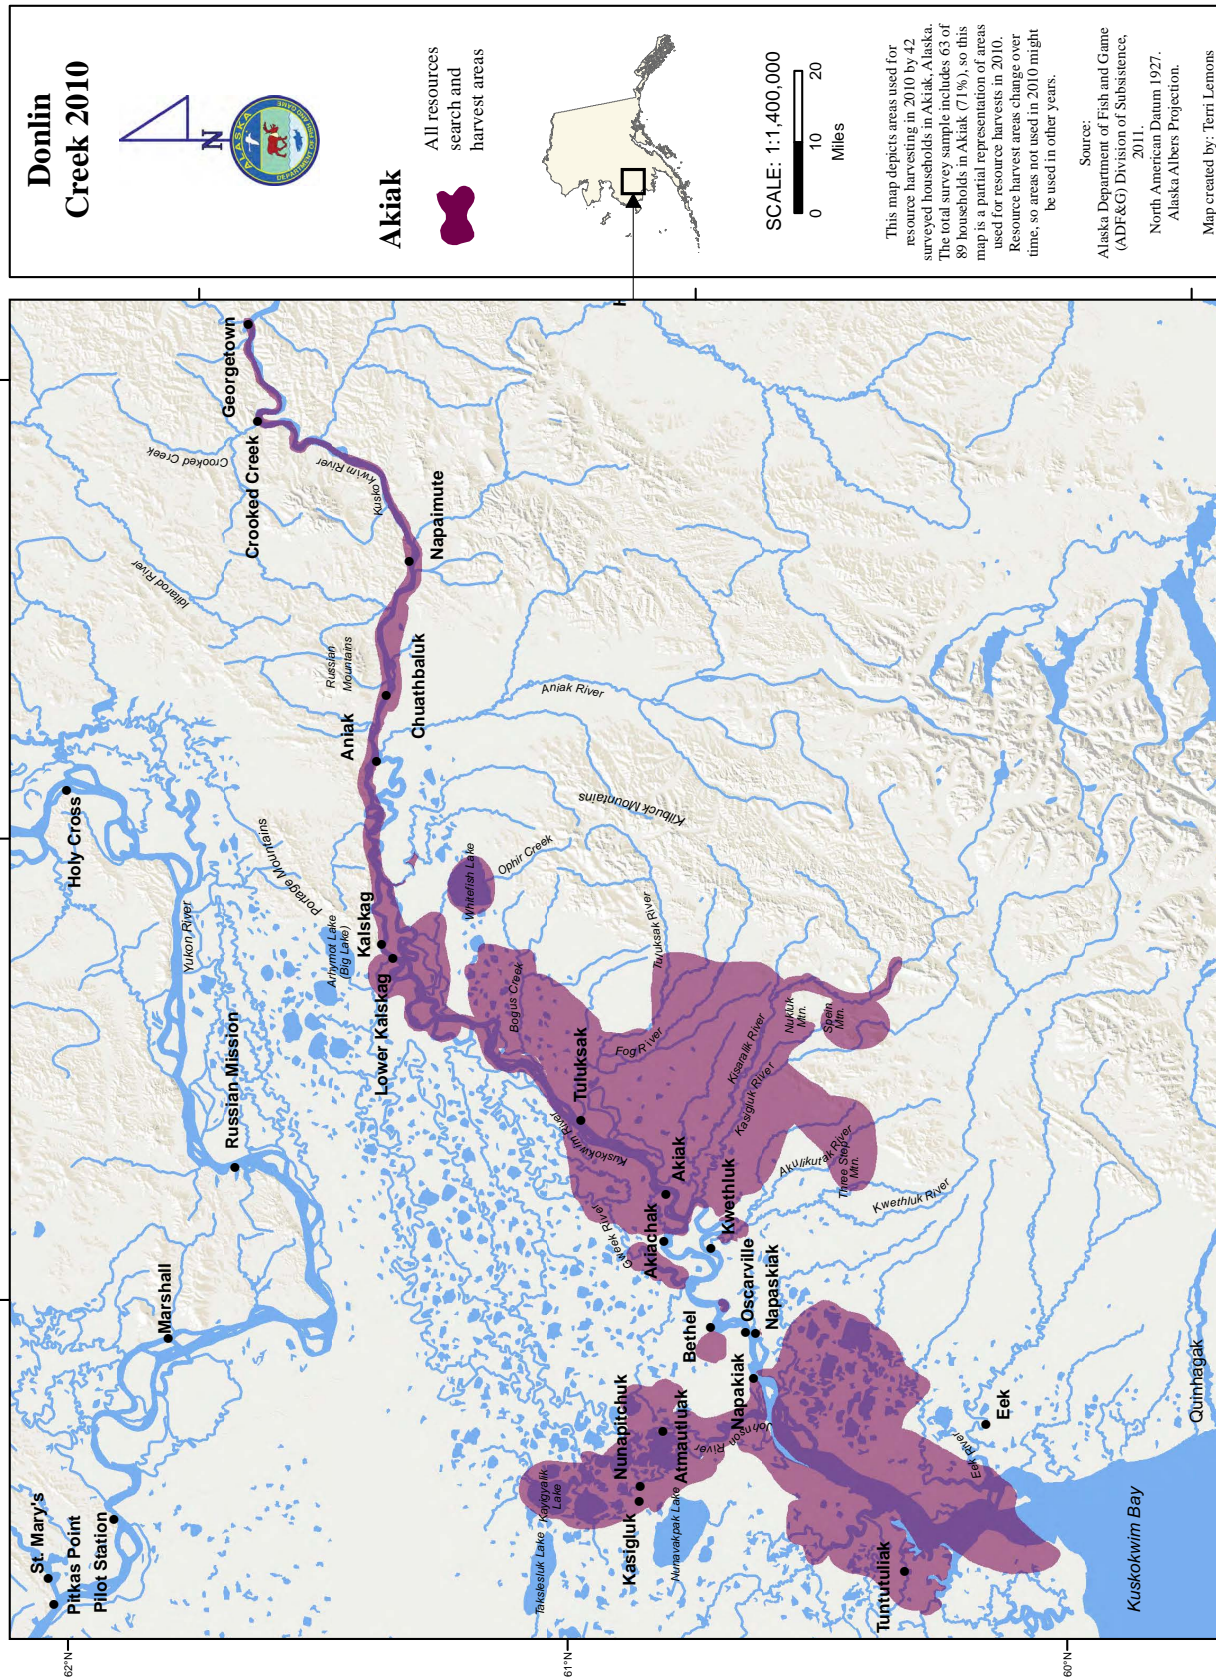 Donlin
Creek 2010
N
ALASKA
DEPARTMENT OF FISH AND GAME
Akiak
All resources
search and
harvest areas
SCALE: 1:1,400,000
0 10 20
Miles
This map depicts areas used for
resource harvesting in 2010 by 42
surveyed households in Akiak, Alaska.
The total survey sample includes 63 of
89 households in Akiak (71%), so this
map is a partial representation of areas
used for resource harvests in 2010.
Resource harvest areas change over
time, so areas not used in 2010 might
be used in other years.
Source:
Alaska Department of Fish and Game
(ADF&G) Division of Subsistence,
2011.
North American Datum 1927.
Alaska Albers Projection.
Map created by: Terri Lemons
62°N
61°N
60°N
St. Mary's
Pitkas Point
Pilot Station
Marshall
Russian Mission
Holy Cross
Yukon River
Portage Mountains
Arhymot Lake
(Big Lake)
Iditarod River
Russian
Mountains
Crooked Creek
Georgetown
Crooked Creek
Kuskokwim River
Napaimute
Chuathbaluk
Aniak
Aniak River
Kilbuck Mountains
Ophir Creek
Whitefish Lake
Kalskag
Lower Kalskag
Bogus Creek
Tuluksak River
Fog River
Tuluksak
Kuskokwim River
Kisaralik River
Kasigluk River
Nukluk
Mtn.
Spein
Mtn.
Akiak
Akiachak
Gweek River
Kwethluk
Akulikutak River
Three Step
Mtn.
Kwethluk River
Bethel
Oscarville
Napaskiak
Napakiak
Johnson River
Nunapitchuk
Atmautluak
Kasigluk
Kayigyalik
Lake
Takslesluk Lake
Nunavakpak Lake
Tuntutuliak
Eek River
Eek
Kuskokwim Bay
Quinhagak